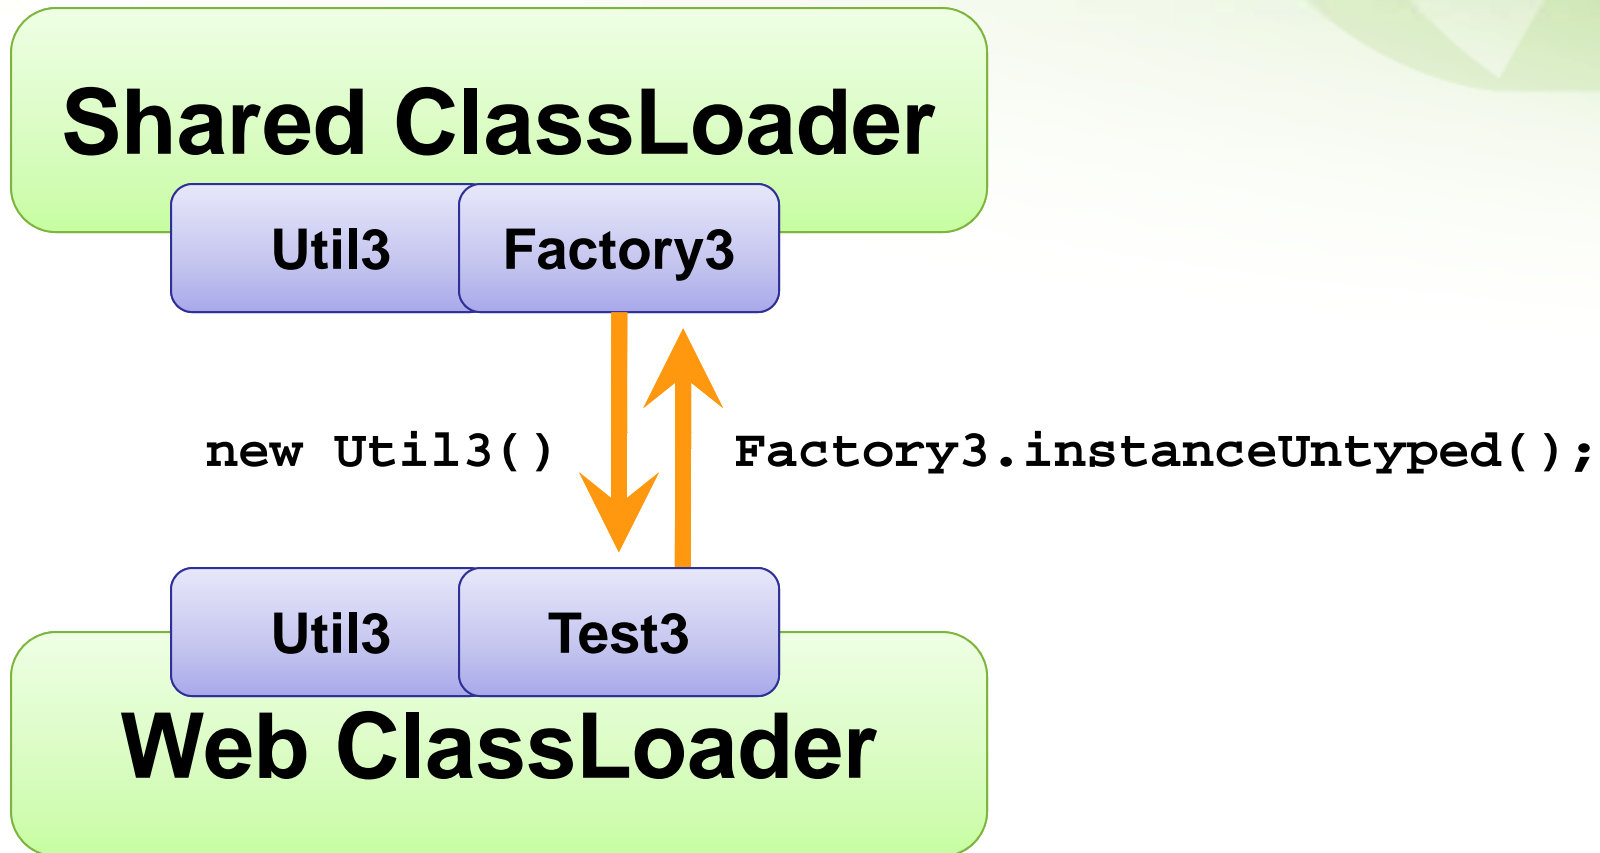 Shared ClassLoader
Util3 Factory3
new Util3() Factory3.instanceUntyped();
Util3 Test3
Web ClassLoader